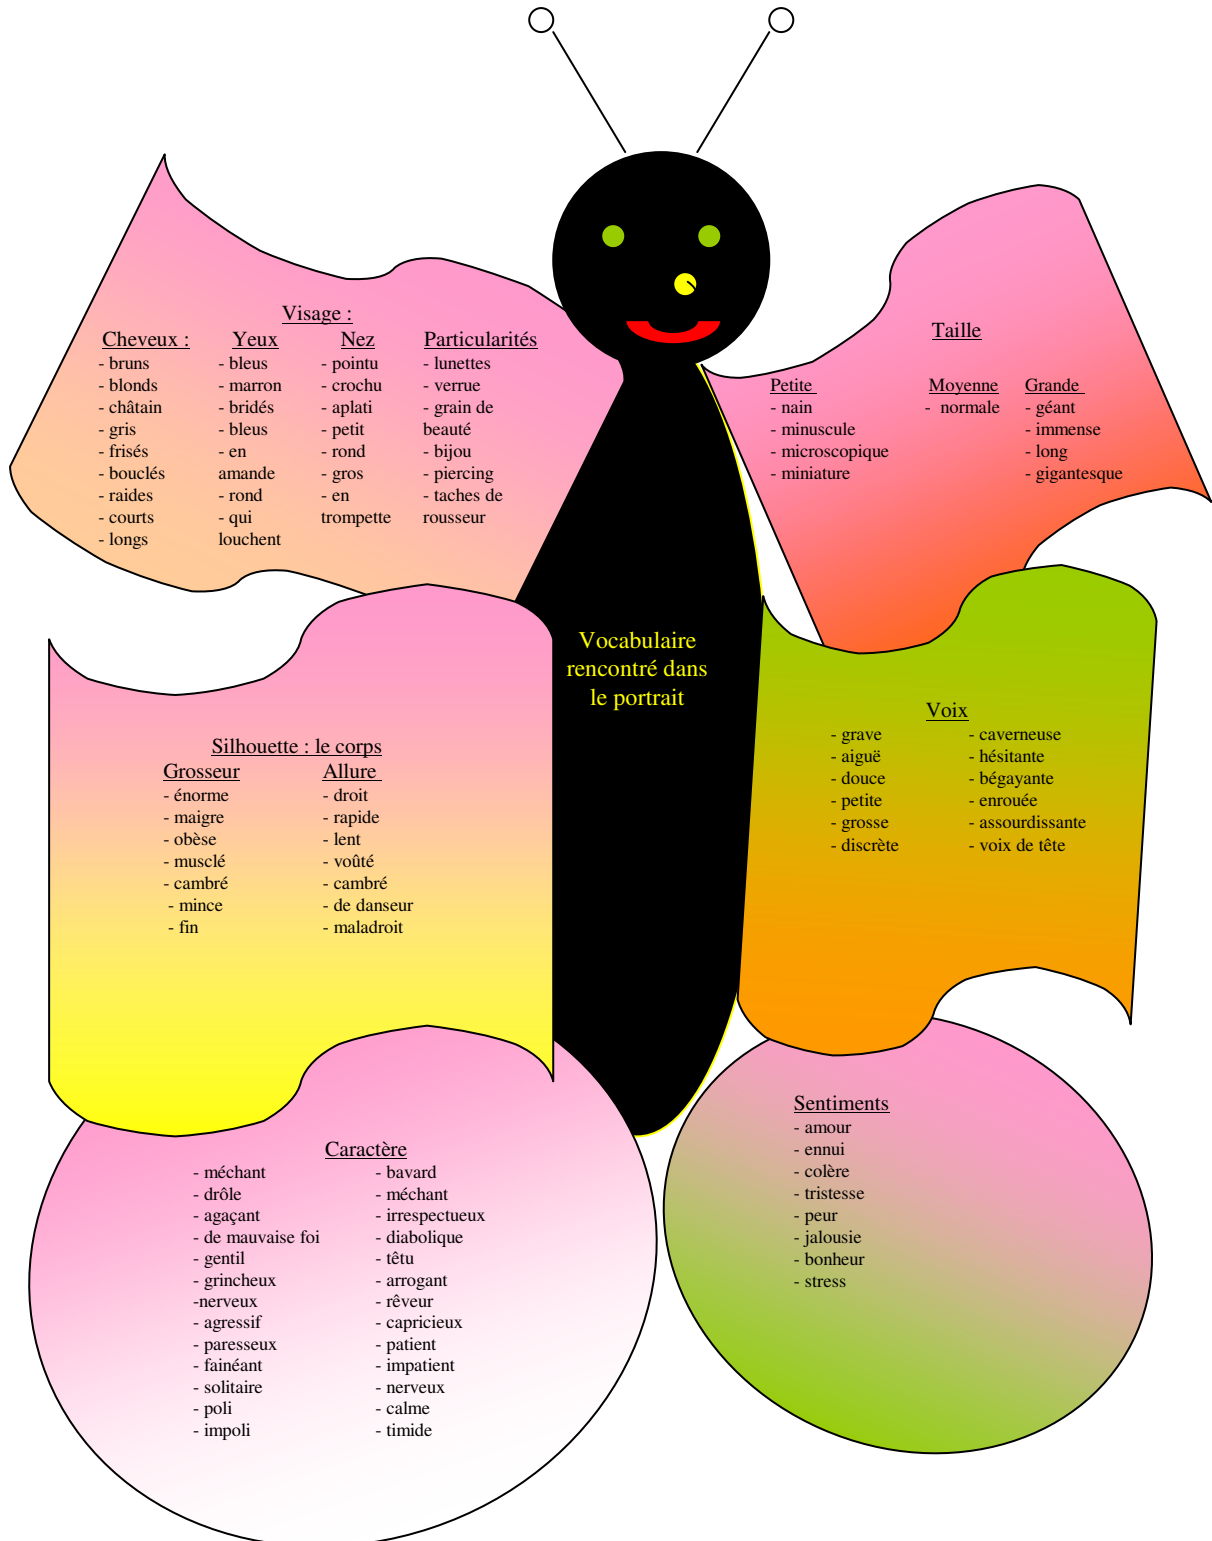 Visage :
Cheveux :
- bruns
- blonds
- châtain
- gris
- frisés
- bouclés
- raides
- courts
- longs
Yeux
- bleus
- marron
- bridés
- bleus
- en
amande
- rond
- qui
louchent
Nez
- pointu
- crochu
- aplati
- petit
- rond
- gros
- en
trompette
Particularités
- lunettes
- verrue
- grain de
beauté
- bijou
- piercing
- taches de
rousseur
Taille
Petite
- nain
- minuscule
- microscopique
- miniature
Moyenne
- normale
Grande
- géant
- immense
- long
- gigantesque
Vocabulaire
rencontré dans
le portrait
Silhouette : le corps
Grosseur
- énorme
- maigre
- obèse
- musclé
- cambré
- mince
- fin
Allure
- droit
- rapide
- lent
- voûté
- cambré
- de danseur
- maladroit
Voix
- grave
- aiguë
- douce
- petite
- grosse
- discrète
- caverneuse
- hésitante
- bégayante
- enrouée
- assourdissante
- voix de tête
Caractère
- méchant
- drôle
- agaçant
- de mauvaise foi
- gentil
- grincheux
-nerveux
- agressif
- paresseux
- fainéant
- solitaire
- poli
- impoli
- bavard
- méchant
- irrespectueux
- diabolique
- têtu
- arrogant
- rêveur
- capricieux
- patient
- impatient
- nerveux
- calme
- timide
Sentiments
- amour
- ennui
- colère
- tristesse
- peur
- jalousie
- bonheur
- stress